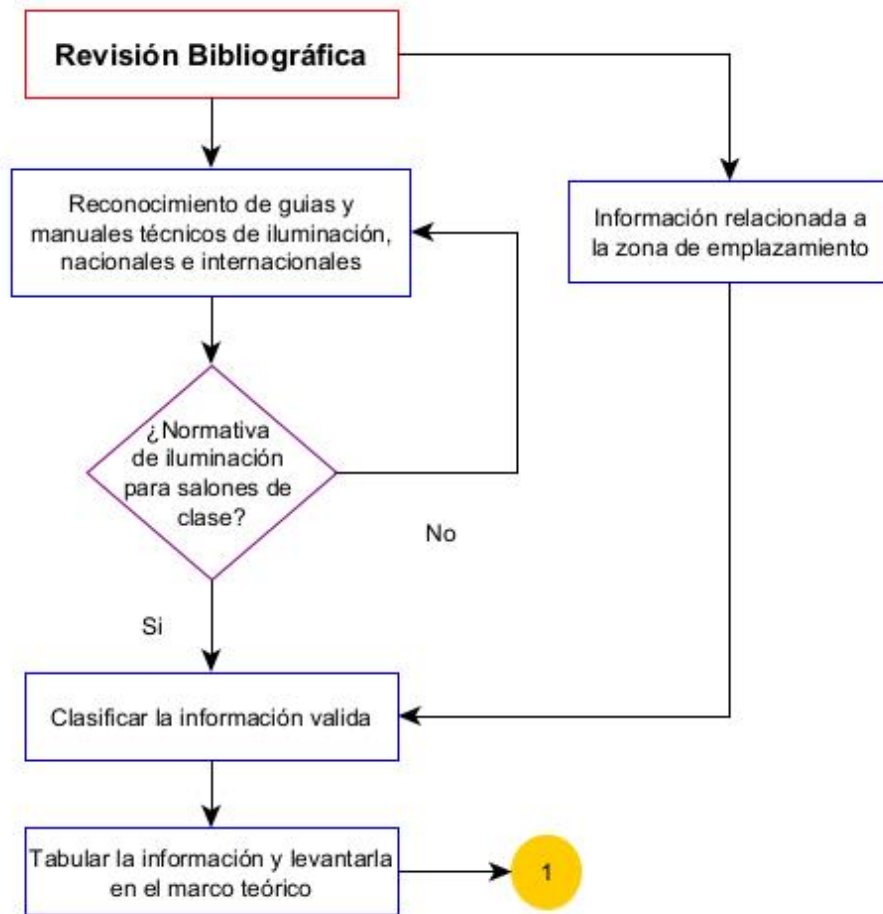 Revisión Bibliográfica
Reconocimiento de guias y
manuales técnicos de iluminación,
nacionales e internacionales
Información relacionada a
la zona de emplazamiento
¿Normativa
de iluminación
para salones de
clase?
No
Si
Clasificar la información valida
Tabular la información y levantarla
en el marco teórico
1